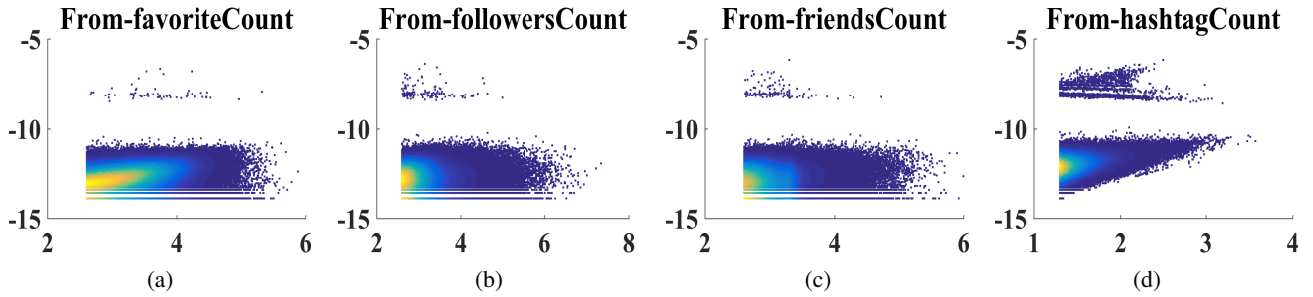 From-favoriteCount
-5
-10
-15
2 4 6
(a)
From-followersCount
-5
-10
-15
2 4 6 8
(b)
From-friendsCount
-5
-10
-15
2 4 6
(c)
From-hashtagCount
-5
-10
-15
1 2 3 4
(d)